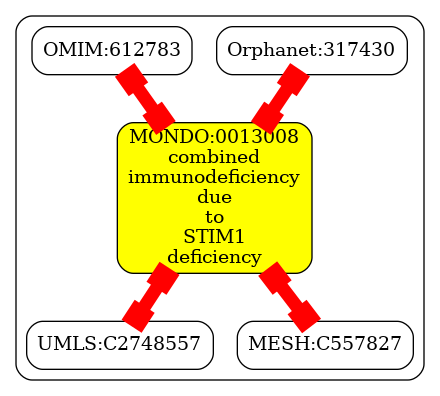 OMIM:612783
Orphanet:317430
MONDO:0013008
combined
immunodeficiency
due
to
STIM1
deficiency
UMLS:C2748557
MESH:C557827